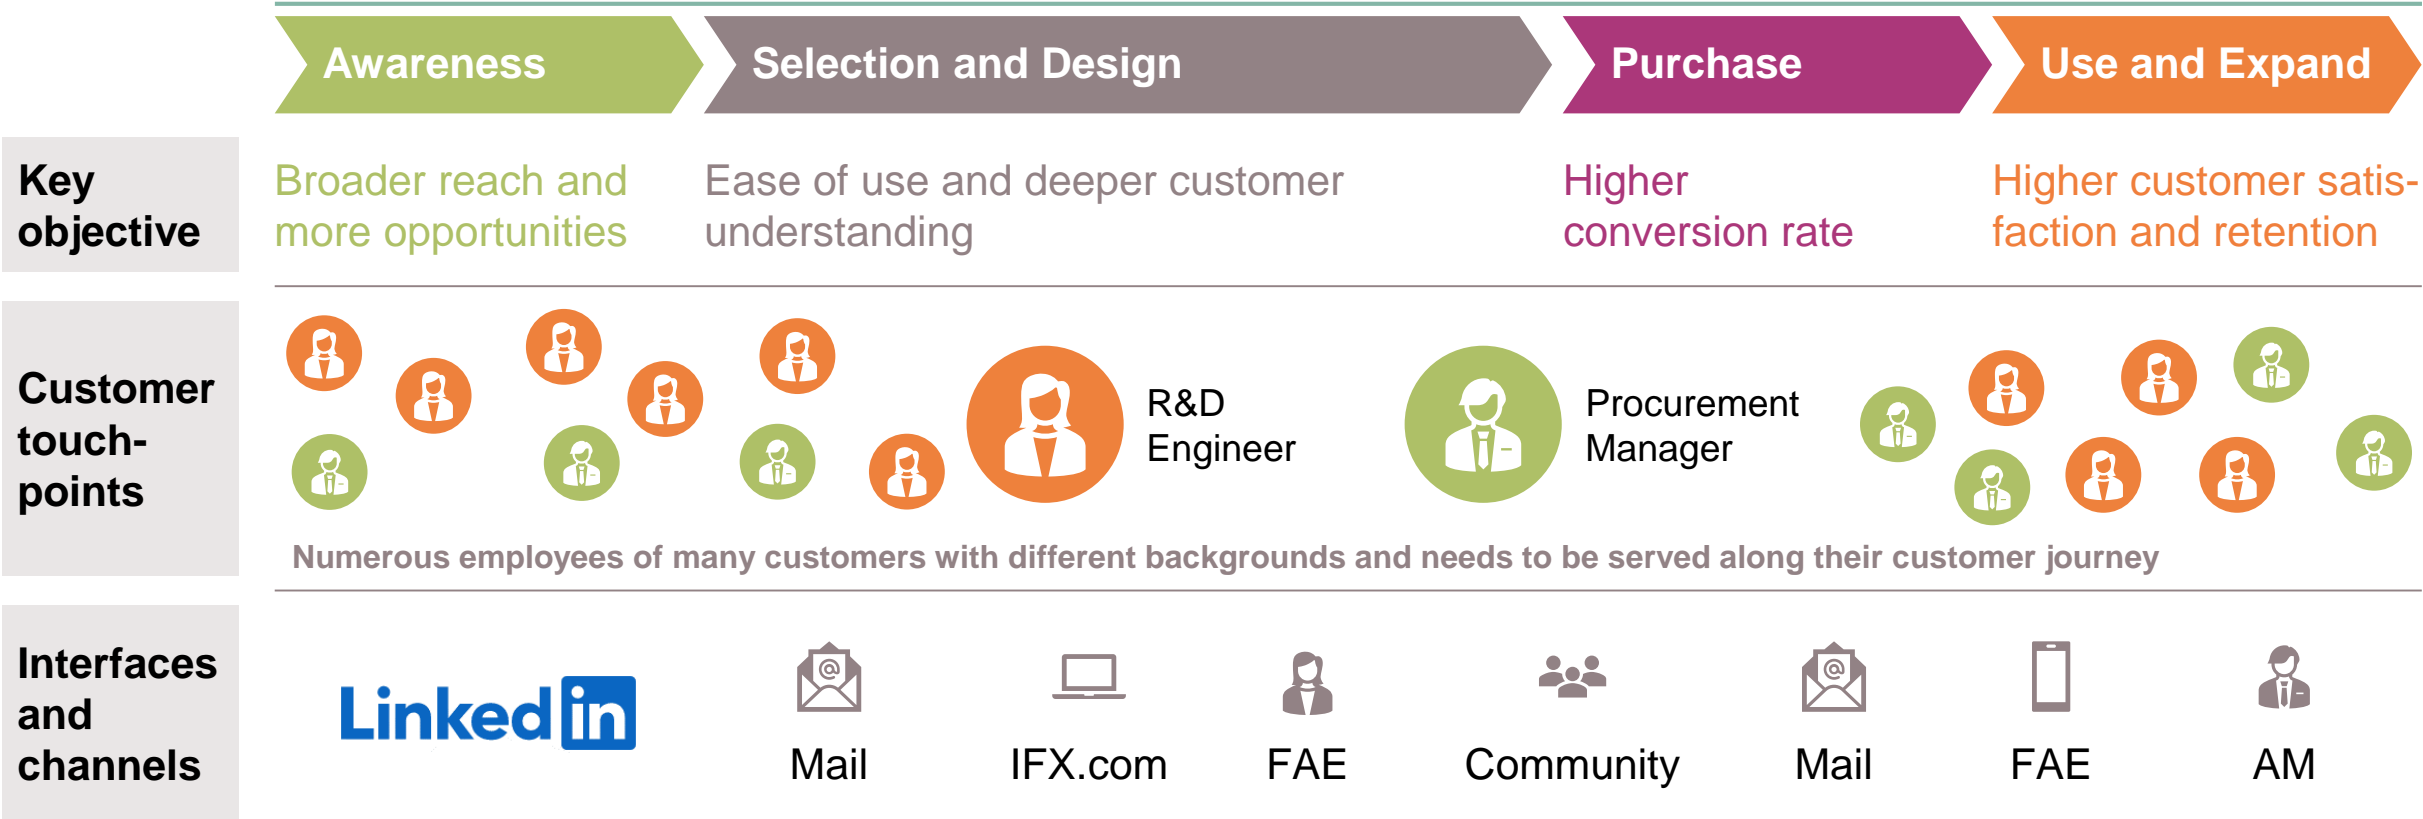 Awareness
Selection and Design
Purchase
Use and Expand
Key
objective
Broader reach and
more opportunities
Ease of use and deeper customer
understanding
Higher
conversion rate
Higher customer satis-
faction and retention
Customer
touch-
points
R&D
Engineer
Procurement
Manager
Numerous employees of many customers with different backgrounds and needs to be served along their customer journey
Interfaces
and
channels
Linked in
@
Mail
IFX.com
FAE
Community
@
Mail
FAE
AM